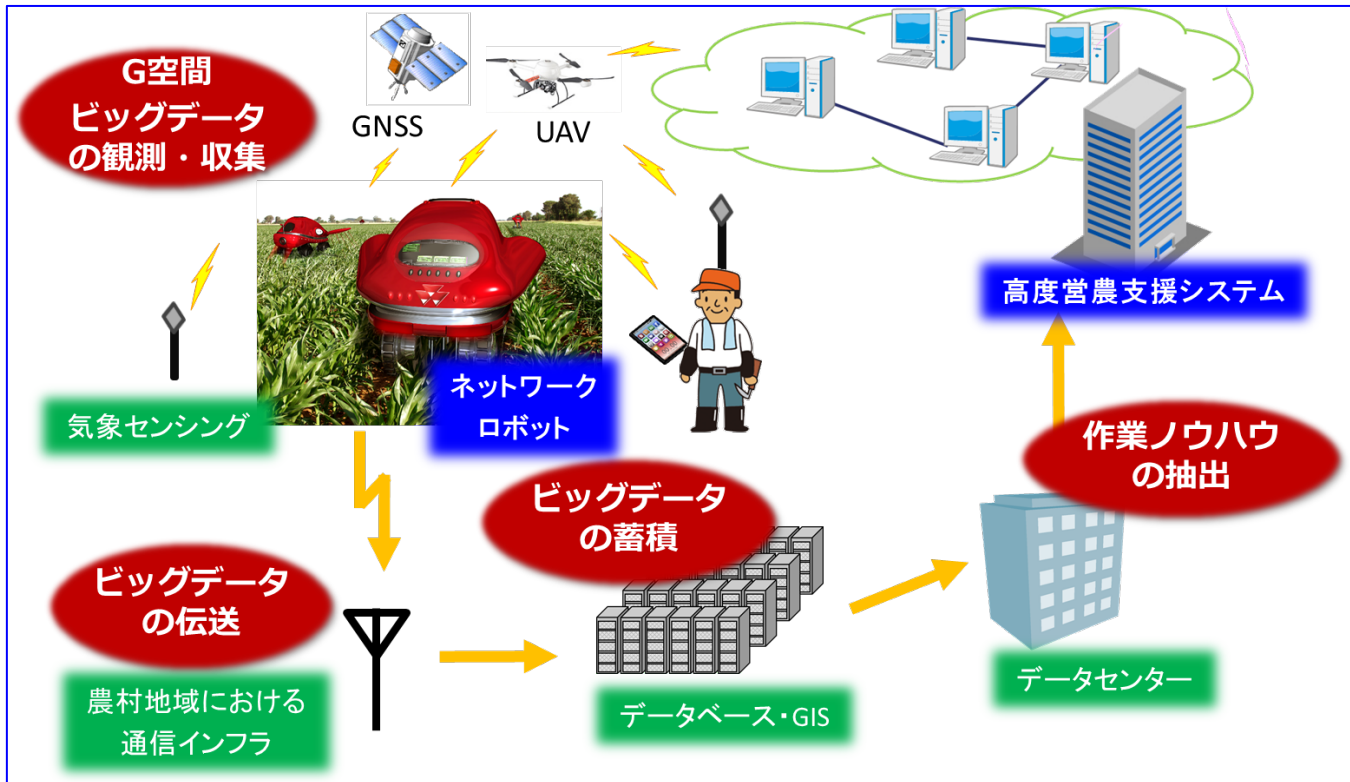 G空間
ビッグデータ
の観測・収集
GNSS
UAV
高度営農支援システム
気象センシング
ネットワーク
ロボット
作業ノウハウ
の抽出
ビッグデータ
の蓄積
ビッグデータ
の伝送
農村地域における
通信インフラ
データベース・GIS
データセンター